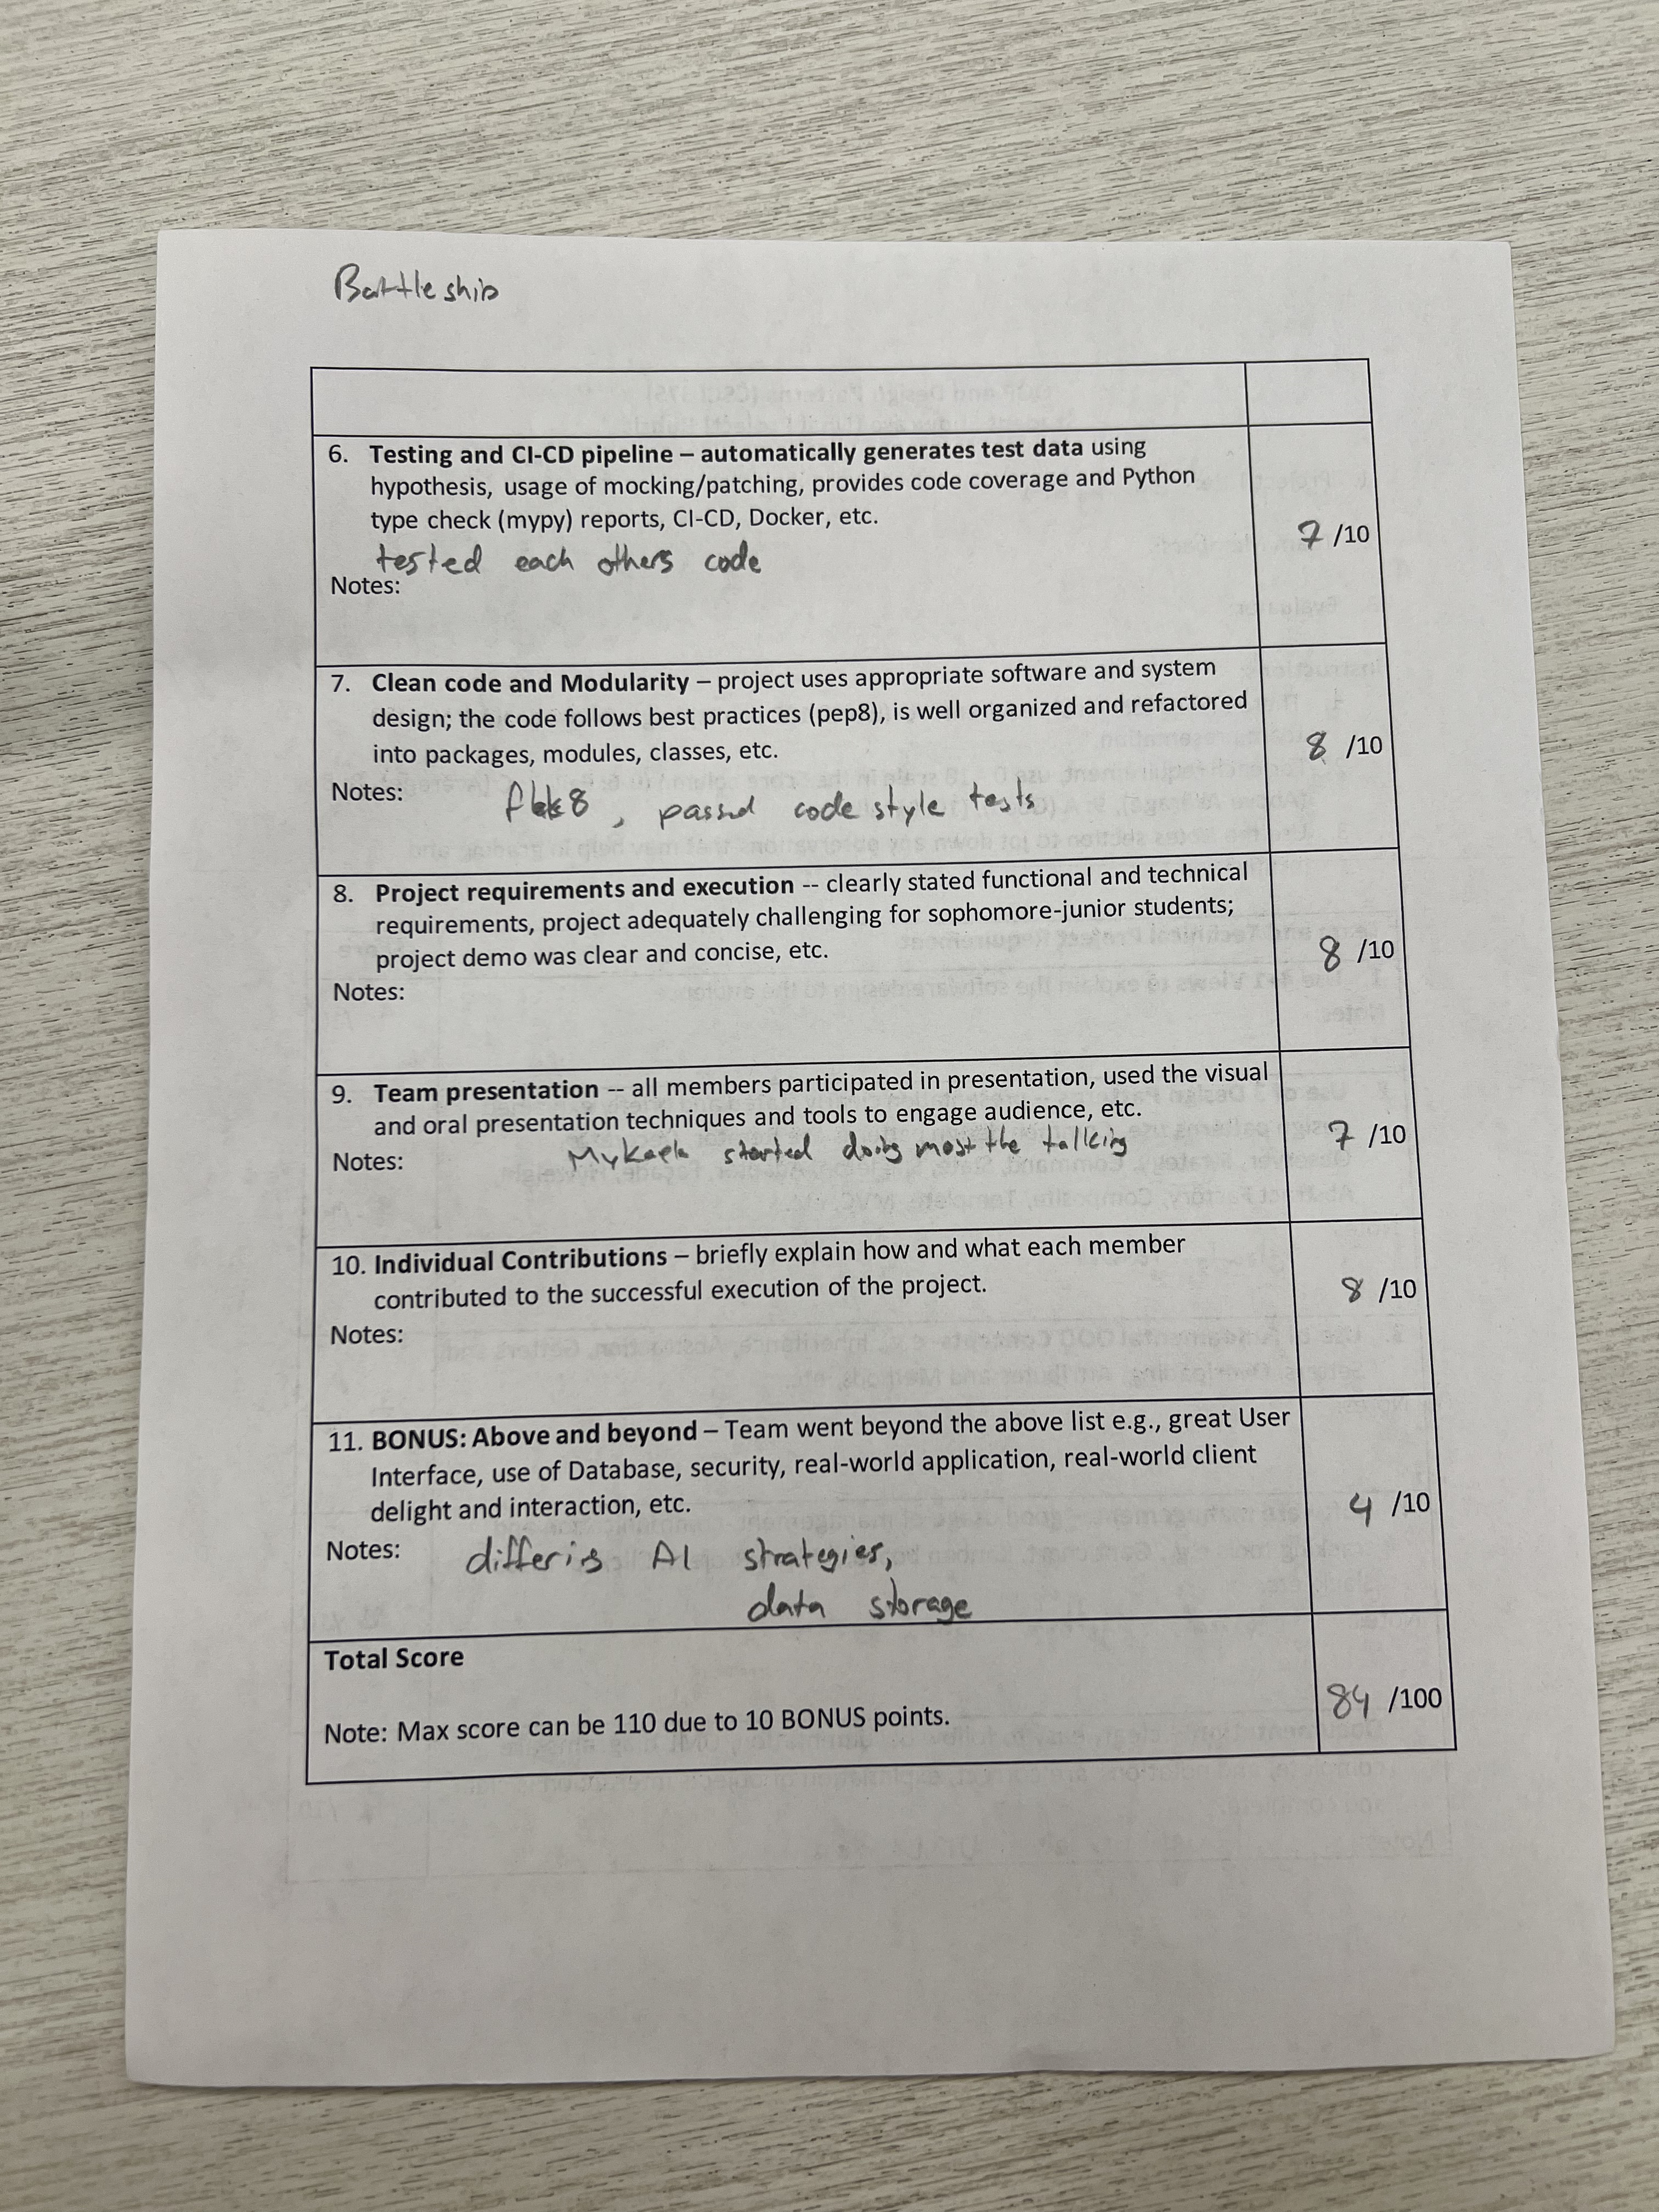 Battleship
6. Testing and CI-CD pipeline – automatically generates test data using
hypothesis, usage of mocking/patching, provides code coverage and Python
type check (mypy) reports, CI-CD, Docker, etc.
tested each others code
Notes:
7 /10
7. Clean code and Modularity – project uses appropriate software and system
design; the code follows best practices (pep8), is well organized and refactored
into packages, modules, classes, etc.
Notes: flake8, passed code style tests
8 /10
8. Project requirements and execution -- clearly stated functional and technical
requirements, project adequately challenging for sophomore-junior students;
project demo was clear and concise, etc.
Notes:
8 /10
9. Team presentation -- all members participated in presentation, used the visual
and oral presentation techniques and tools to engage audience, etc.
Notes: Mykaela started doing most the talking
7 /10
10. Individual Contributions – briefly explain how and what each member
contributed to the successful execution of the project.
Notes:
8 /10
11. BONUS: Above and beyond – Team went beyond the above list e.g., great User
Interface, use of Database, security, real-world application, real-world client
delight and interaction, etc.
Notes: differing AI strategies,
data storage
4 /10
Total Score
Note: Max score can be 110 due to 10 BONUS points.
84 /100